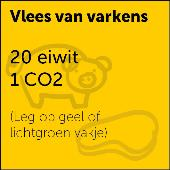 Vlees van varkens
20 eiwit
1 CO2
(Leg op geel of
lichtgroen vakje)